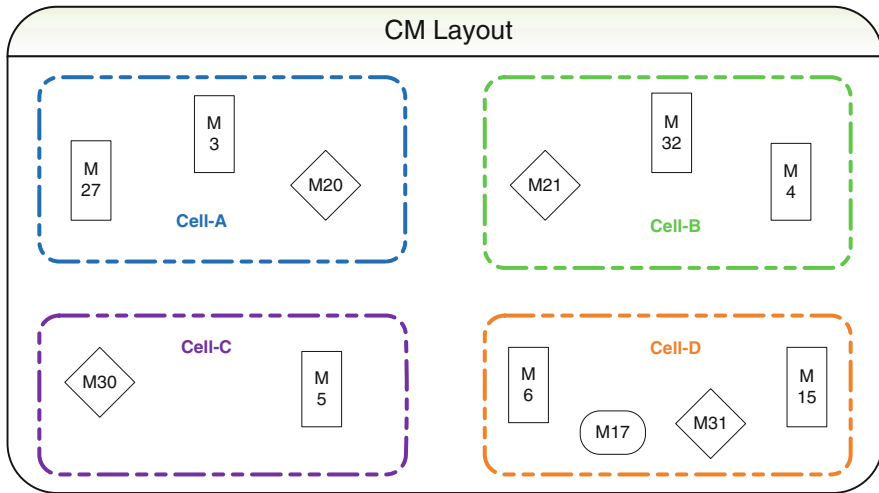 CM Layout
M
3
M
27
M20
Cell-A
M
32
M21
M
4
Cell-B
Cell-C
M30
M
5
Cell-D
M
6
M17
M31
M
15